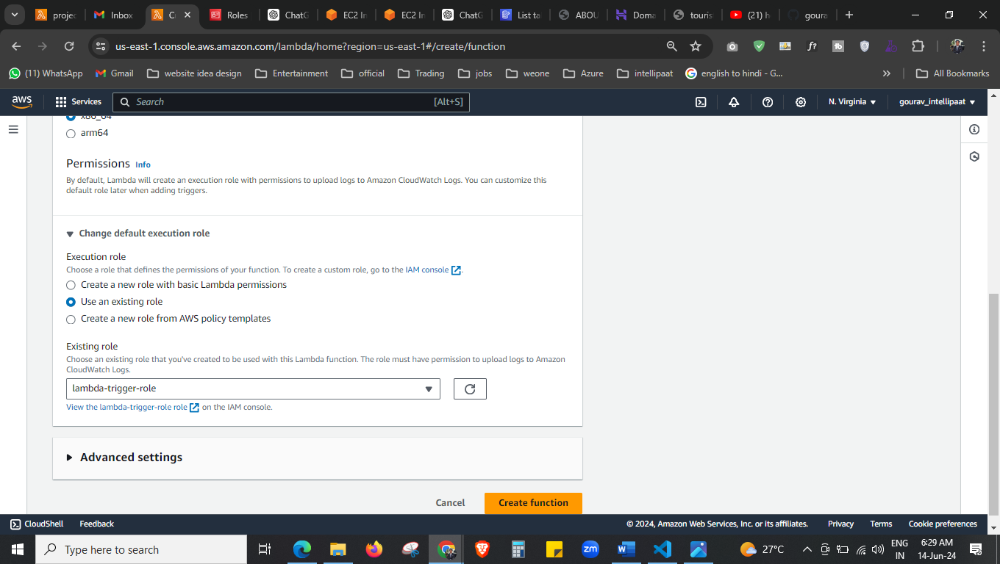 projec
Inbox
C
Roles
ChatG
EC2 In
EC2 In
ChatG
List ta
ABOU
Doma
touris
(21) h
goura
us-east-1.console.aws.amazon.com/lambda/home?region=us-east-1#/create/function
(11) WhatsApp
Gmail
website idea design
Entertainment
official
Trading
jobs
weone
Azure
intellipaat
english to hindi - G...
All Bookmarks
aws
Services
Search
[Alt+S]
N. Virginia
gourav_intellipaat
x86_64
arm64
Permissions Info
By default, Lambda will create an execution role with permissions to upload logs to Amazon CloudWatch Logs. You can customize this
default role later when adding triggers.
Change default execution role
Execution role
Choose a role that defines the permissions of your function. To create a custom role, go to the IAM console.
Create a new role with basic Lambda permissions
Use an existing role
Create a new role from AWS policy templates
Existing role
Choose an existing role that you've created to be used with this Lambda function. The role must have permission to upload logs to Amazon
CloudWatch Logs.
lambda-trigger-role
View the lambda-trigger-role role on the IAM console.
Advanced settings
Cancel
Create function
CloudShell
Feedback
© 2024, Amazon Web Services, Inc. or its affiliates.
Privacy
Terms
Cookie preferences
Type here to search
zm
27°C
ENG
IN
6:29 AM
14-Jun-24